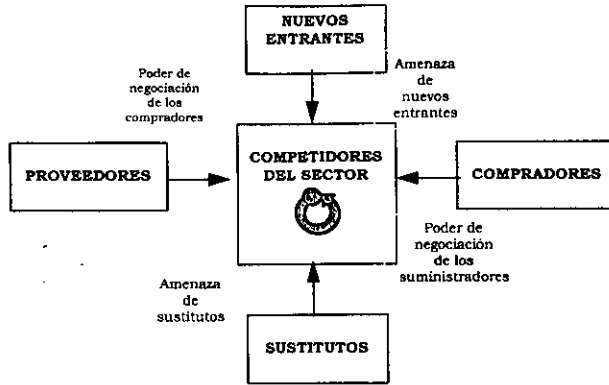 NUEVOS
ENTRANTES
Amenaza
de
nuevos
entrantes
Poder de
negociación
de los
compradores
PROVEEDORES
COMPETIDORES
DEL SECTOR
COMPRADORES
Poder de
negociación
de los
suministradores
Amenaza
de
sustitutos
SUSTITUTOS